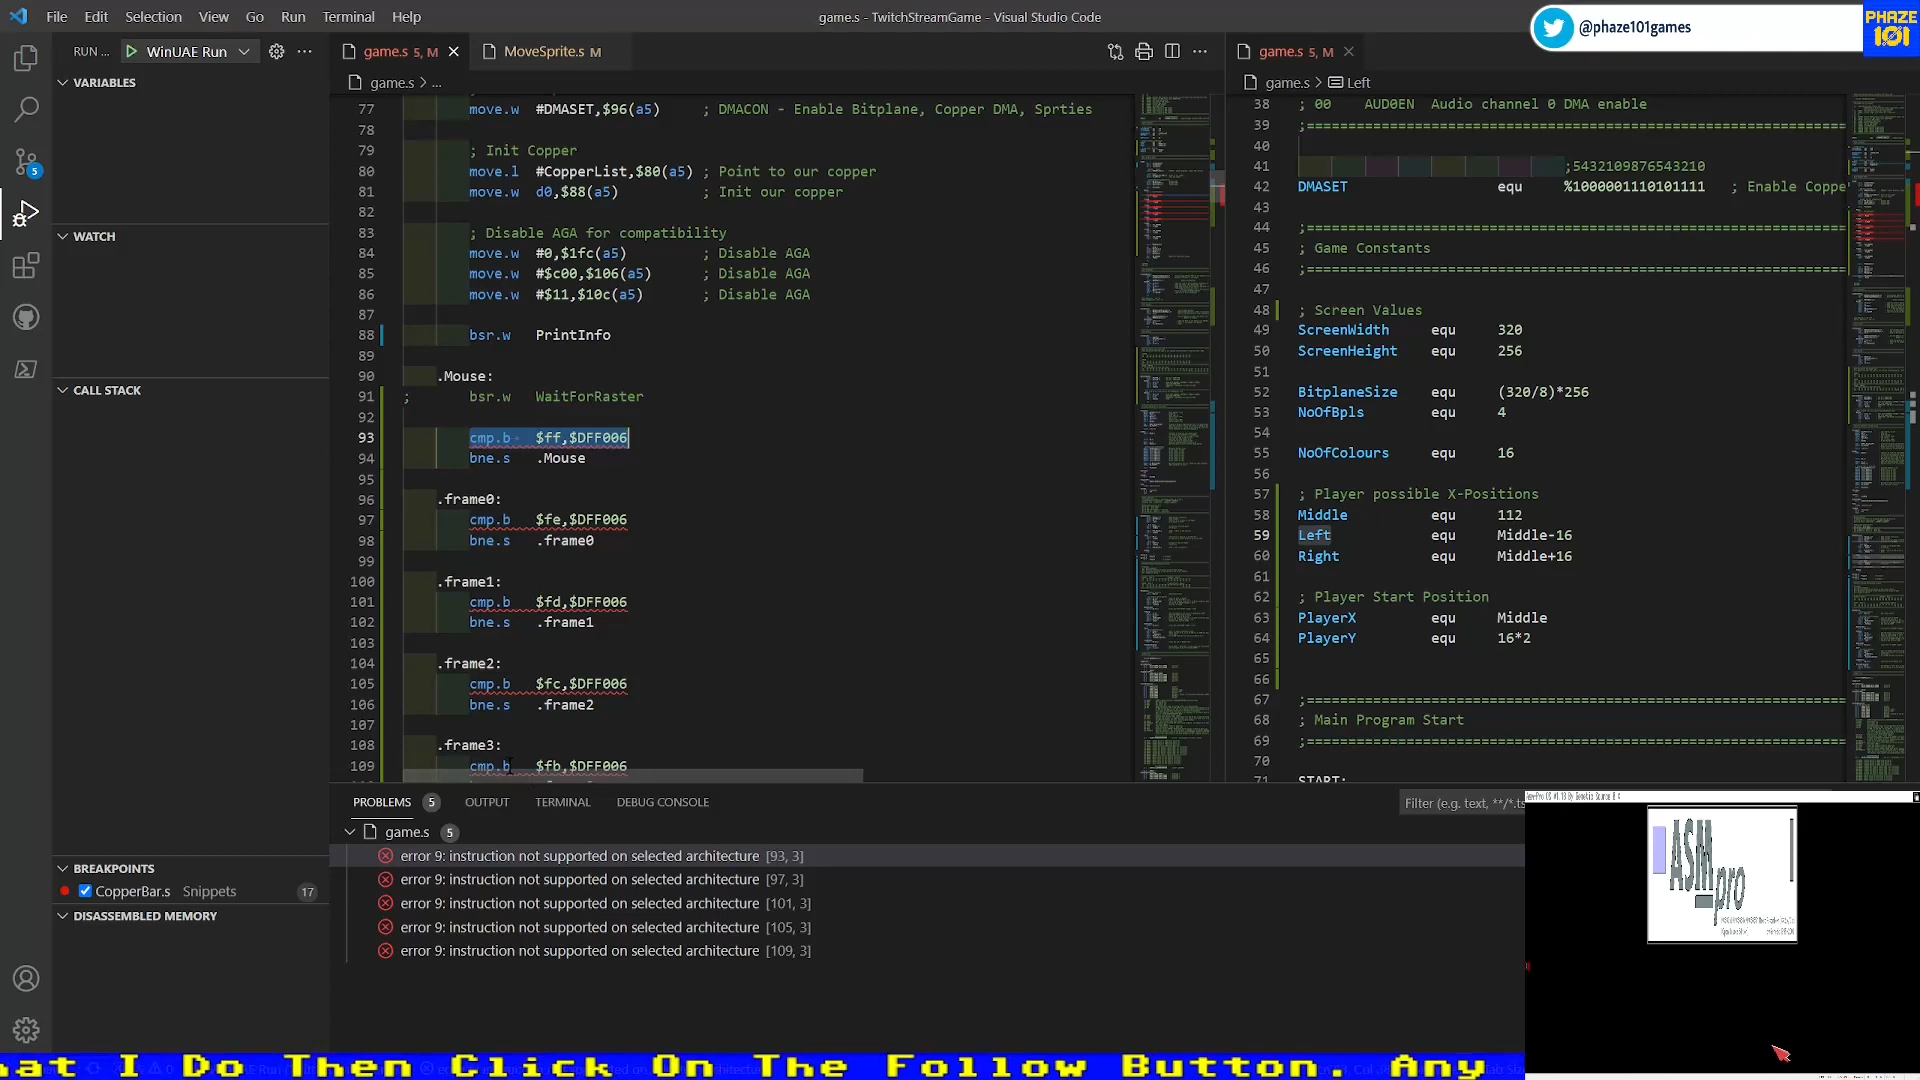 File Edit Selection View Go Run Terminal Help
game.s - TwitchStreamGame - Visual Studio Code
@phaze101games
PHAZE
101
RUN ... WinUAE Run
game.s 5, M
MoveSprite.s M
game.s 5, M
VARIABLES
game.s > ...
game.s > Left
WATCH
CALL STACK
BREAKPOINTS
CopperBar.s Snippets 17
DISASSEMBLED MEMORY
5
77 move.w #DMASET,$96(a5) ; DMACON - Enable Bitplane, Copper DMA, Sprties
78
79 ; Init Copper
80 move.l #CopperList,$80(a5) ; Point to our copper
81 move.w d0,$88(a5) ; Init our copper
82
83 ; Disable AGA for compatibility
84 move.w #0,$1fc(a5) ; Disable AGA
85 move.w #$c00,$106(a5) ; Disable AGA
86 move.w #$11,$10c(a5) ; Disable AGA
87
88 bsr.w PrintInfo
89
90 .Mouse:
91 ; bsr.w WaitForRaster
92
93 cmp.b $ff,$DFF006
94 bne.s .Mouse
95
96 .frame0:
97 cmp.b $fe,$DFF006
98 bne.s .frame0
99
100 .frame1:
101 cmp.b $fd,$DFF006
102 bne.s .frame1
103
104 .frame2:
105 cmp.b $fc,$DFF006
106 bne.s .frame2
107
108 .frame3:
109 cmp.b $fb,$DFF006
38 ; 00 AUD0EN Audio channel 0 DMA enable
39 ;==================================================================
40
41 ;5432109876543210
42 DMASET equ %1000001110101111 ; Enable Coppe
43
44 ;==================================================================
45 ; Game Constants
46 ;==================================================================
47
48 ; Screen Values
49 ScreenWidth equ 320
50 ScreenHeight equ 256
51
52 BitplaneSize equ (320/8)*256
53 NoOfBpls equ 4
54
55 NoOfColours equ 16
56
57 ; Player possible X-Positions
58 Middle equ 112
59 Left equ Middle-16
60 Right equ Middle+16
61
62 ; Player Start Position
63 PlayerX equ Middle
64 PlayerY equ 16*2
65
66
67 ;==================================================================
68 ; Main Program Start
69 ;==================================================================
71 START:
PROBLEMS 5 OUTPUT TERMINAL DEBUG CONSOLE
Filter (e.g. text, **/*.ts
game.s 5
error 9: instruction not supported on selected architecture [93, 3]
error 9: instruction not supported on selected architecture [97, 3]
error 9: instruction not supported on selected architecture [101, 3]
error 9: instruction not supported on selected architecture [105, 3]
error 9: instruction not supported on selected architecture [109, 3]
ASM
pro
hat I Do Then Click On The Follow Button. Any